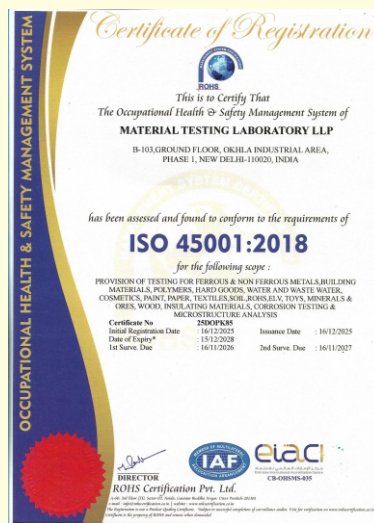 OCCUPATIONAL HEALTH & SAFETY MANAGEMENT SYSTEM
Certificate of Registration
ROHS
This is to Certify That
The Occupational Health & Safety Management System of
MATERIAL TESTING LABORATORY LLP
B-103,GROUND FLOOR, OKHLA INDUSTRIAL AREA,
PHASE 1, NEW DELHI-110020, INDIA
has been assessed and found to conform to the requirements of
ISO 45001:2018
for the following scope :
PROVISION OF TESTING FOR FERROUS & NON FERROUS METALS,BUILDING
MATERIALS, POLYMERS, HARD GOODS, WATER AND WASTE WATER,
COSMETICS, PAINT, PAPER, TEXTILES,SOIL,ROHS,ELV, TOYS, MINERALS &
ORES, WOOD, INSULATING MATERIALS, CORROSION TESTING &
MICROSTRUCTURE ANALYSIS
Certificate No 25DOPK85
Initial Registration Date : 16/12/2025 Issuance Date : 16/12/2025
Date of Expiry* : 15/12/2028
1st Surve. Due : 16/11/2026 2nd Surve. Due : 16/11/2027
DIRECTOR
ROHS Certification Pvt. Ltd.
MEMBER OF MULTILATERAL
IAF
RECOGNITION ARRANGEMENT
eiac
CB-OHSMS-035